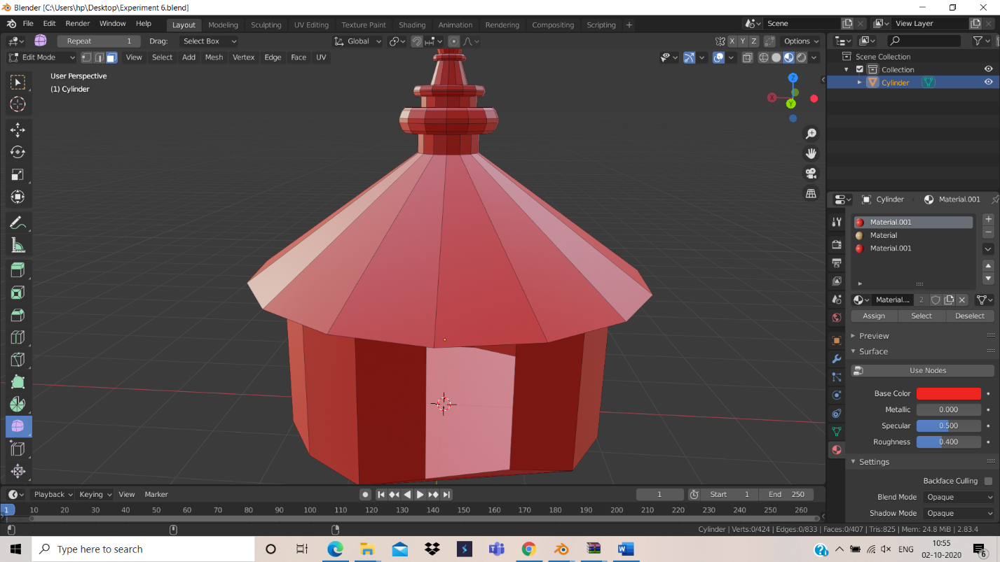 Blender [C:\Users\hp\Desktop\Experiment 6.blend]
File Edit Render Window Help Layout Modeling Sculpting UV Editing Texture Paint Shading Animation Rendering Compositing Scripting + Scene View Layer
Repeat 1 Drag: Select Box Global X Y Z Options
Edit Mode View Select Add Mesh Vertex Edge Face UV
User Perspective
(1) Cylinder
Z
X
Y
Scene Collection
Collection
Cylinder
Cylinder Material.001
Material.001
Material
Material.001
Material.... 2
Assign Select Deselect
Preview
Surface
Use Nodes
Base Color
Metallic 0.000
Specular 0.500
Roughness 0.400
Settings
Backface Culling
Blend Mode Opaque
Shadow Mode Opaque
Playback Keying View Marker 1 Start 1 End 250
1 10 20 30 40 50 60 70 80 90 100 110 120 130 140 150 160 170 180 190 200 210 220 230 240 250 260
Cylinder | Verts:0/424 | Edges:0/833 | Faces:0/407 | Tris:825 | Mem: 24.8 MiB | 2.83.4
Type here to search
ENG
10:55
02-10-2020
6